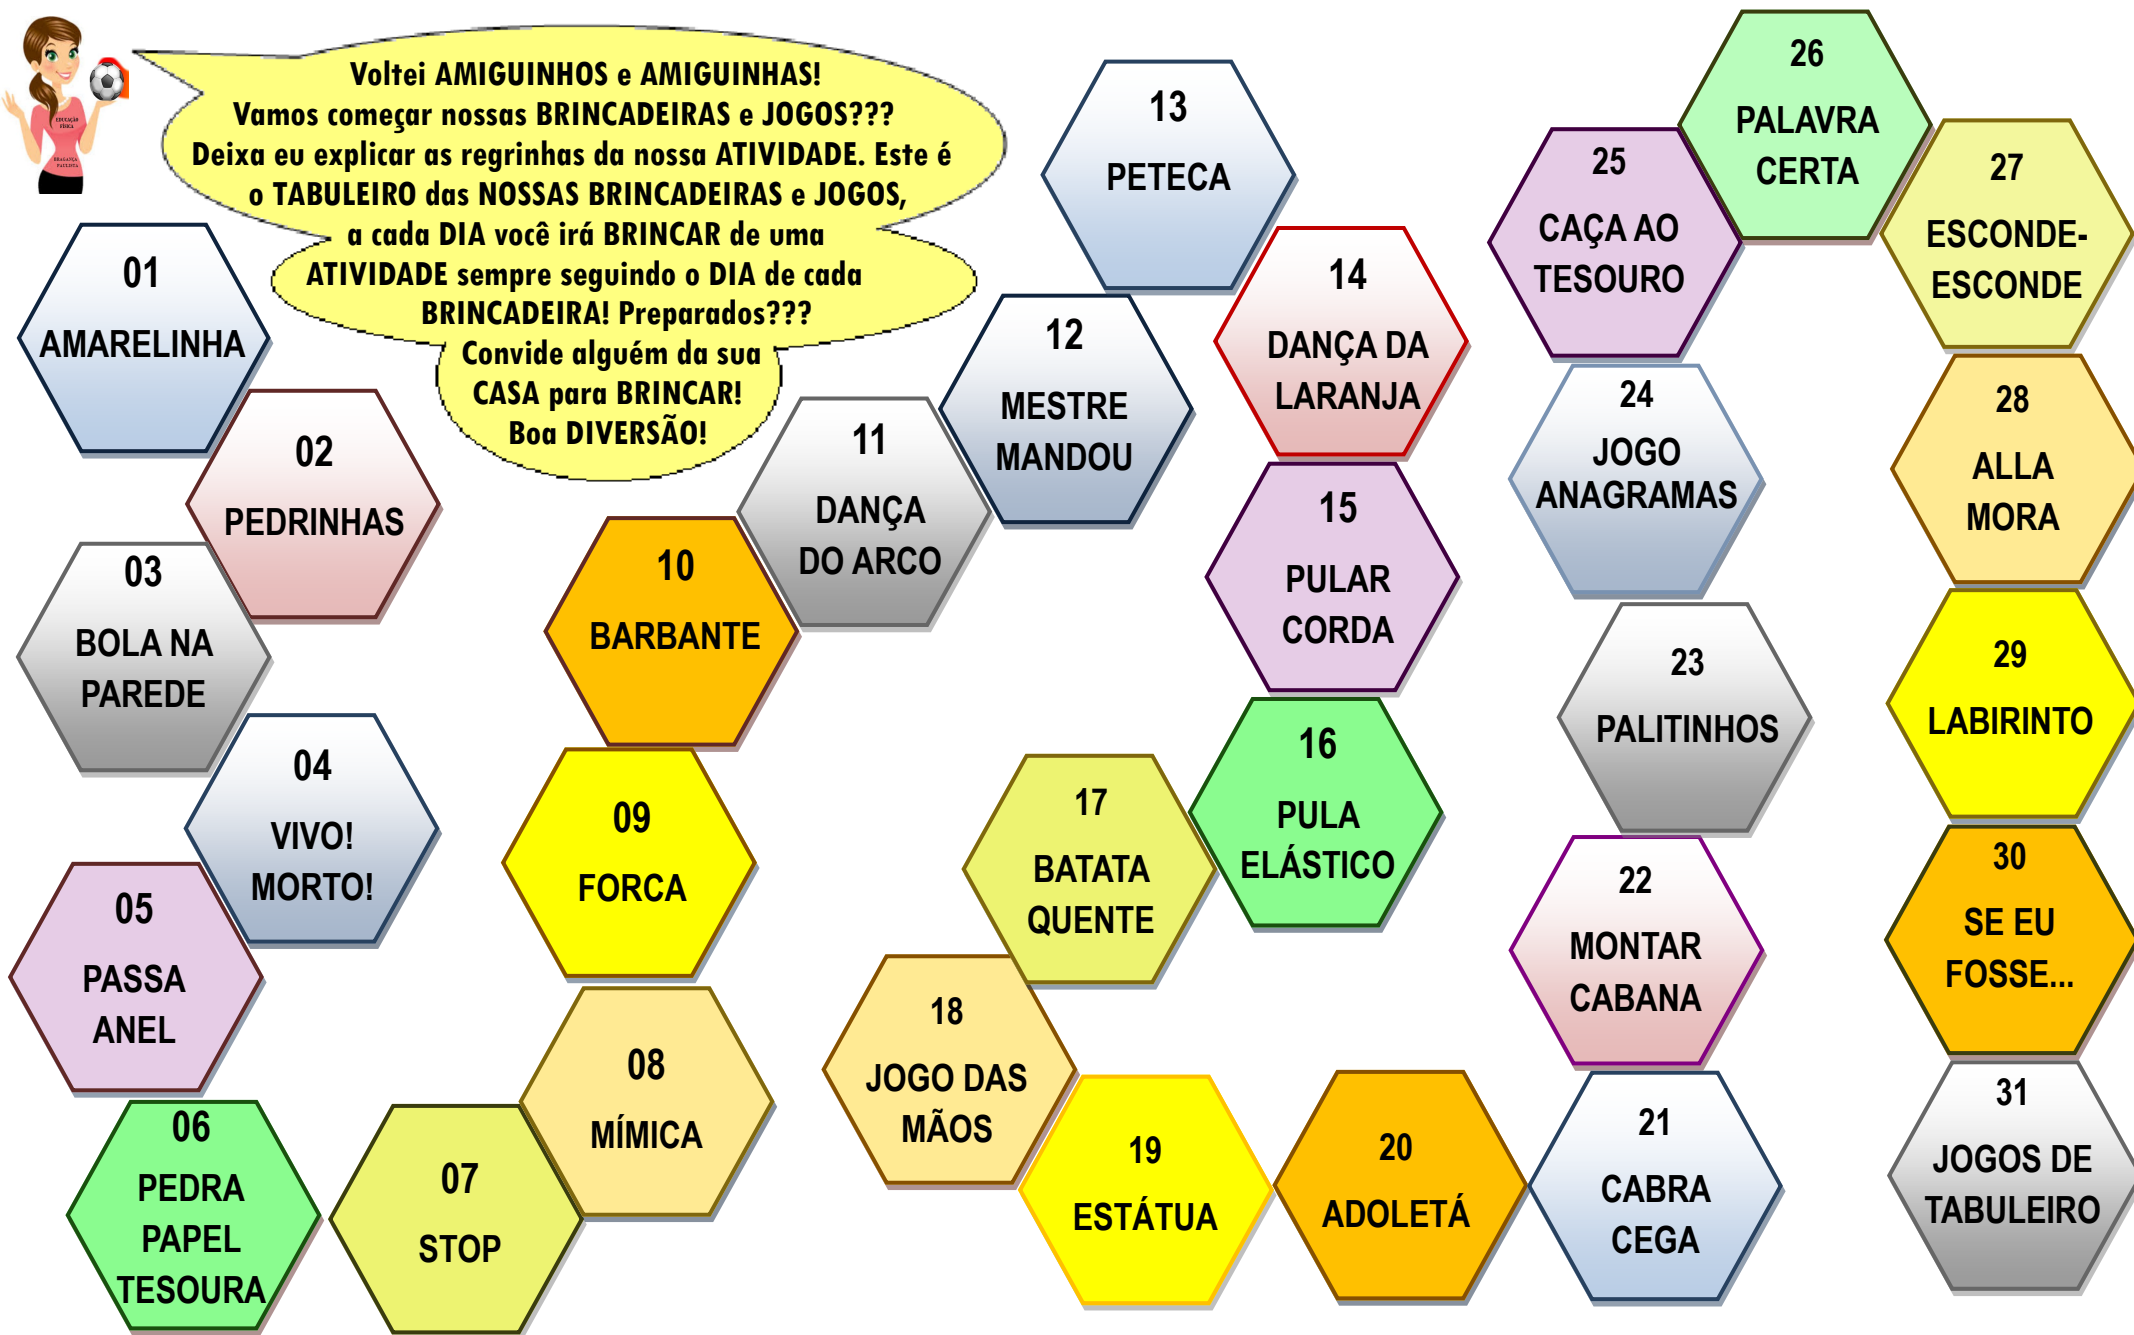 Voltei AMIGUINHOS e AMIGUINHAS!
Vamos começar nossas BRINCADEIRAS e JOGOS???
Deixa eu explicar as regrinhas da nossa ATIVIDADE. Este é
o TABULEIRO das NOSSAS BRINCADEIRAS e JOGOS,
a cada DIA você irá BRINCAR de uma
ATIVIDADE sempre seguindo o DIA de cada
BRINCADEIRA! Preparados???
Convide alguém da sua
CASA para BRINCAR!
Boa DIVERSÃO!
EDUCAÇÃO
FÍSICA
BRAGANÇA
PAULISTA
01
AMARELINHA
02
PEDRINHAS
03
BOLA NA
PAREDE
04
VIVO!
MORTO!
05
PASSA
ANEL
06
PEDRA
PAPEL
TESOURA
07
STOP
08
MÍMICA
09
FORCA
10
BARBANTE
11
DANÇA
DO ARCO
12
MESTRE
MANDOU
13
PETECA
14
DANÇA DA
LARANJA
15
PULAR
CORDA
16
PULA
ELÁSTICO
17
BATATA
QUENTE
18
JOGO DAS
MÃOS
19
ESTÁTUA
20
ADOLETÁ
21
CABRA
CEGA
22
MONTAR
CABANA
23
PALITINHOS
24
JOGO
ANAGRAMAS
25
CAÇA AO
TESOURO
26
PALAVRA
CERTA
27
ESCONDE-
ESCONDE
28
ALLA
MORA
29
LABIRINTO
30
SE EU
FOSSE...
31
JOGOS DE
TABULEIRO